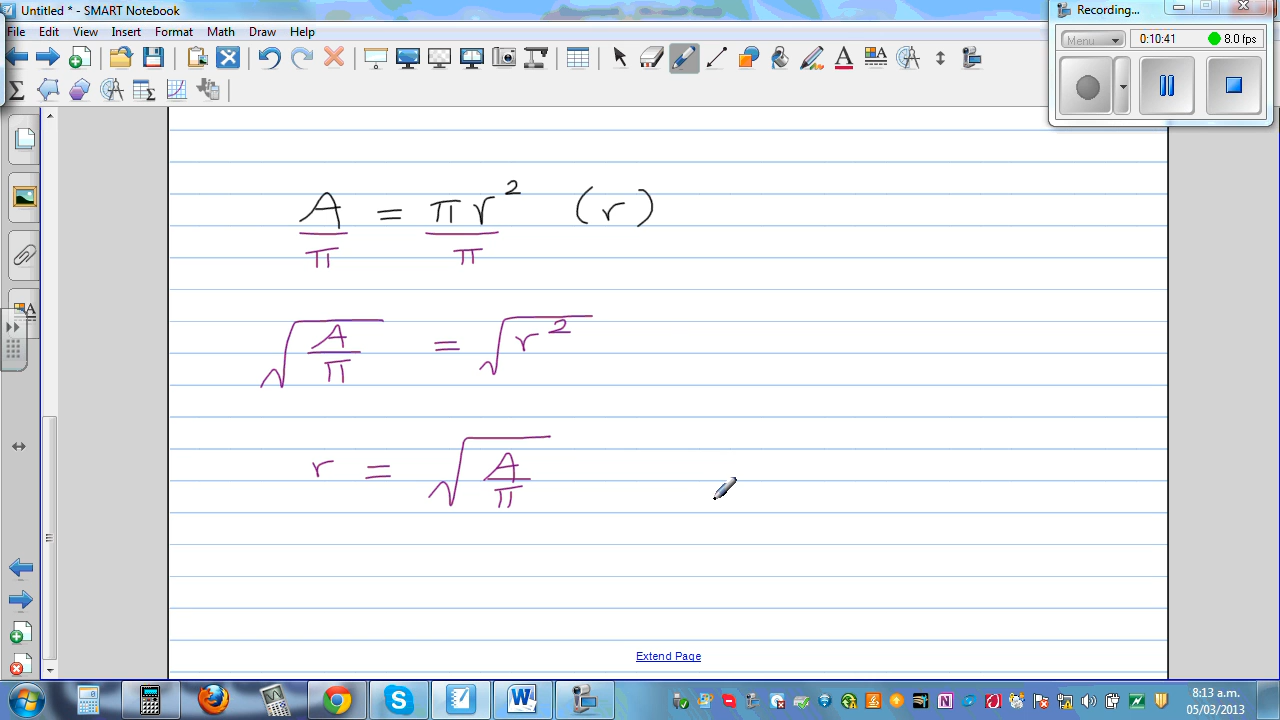 Untitled * - SMART Notebook
Recording...
File Edit View Insert Format Math Draw Help
Menu 0:10:41 8.0 fps
A = πr² (r)
π π
√A/π = √r²
r = √A/π
Extend Page
8:13 a.m.
05/03/2013